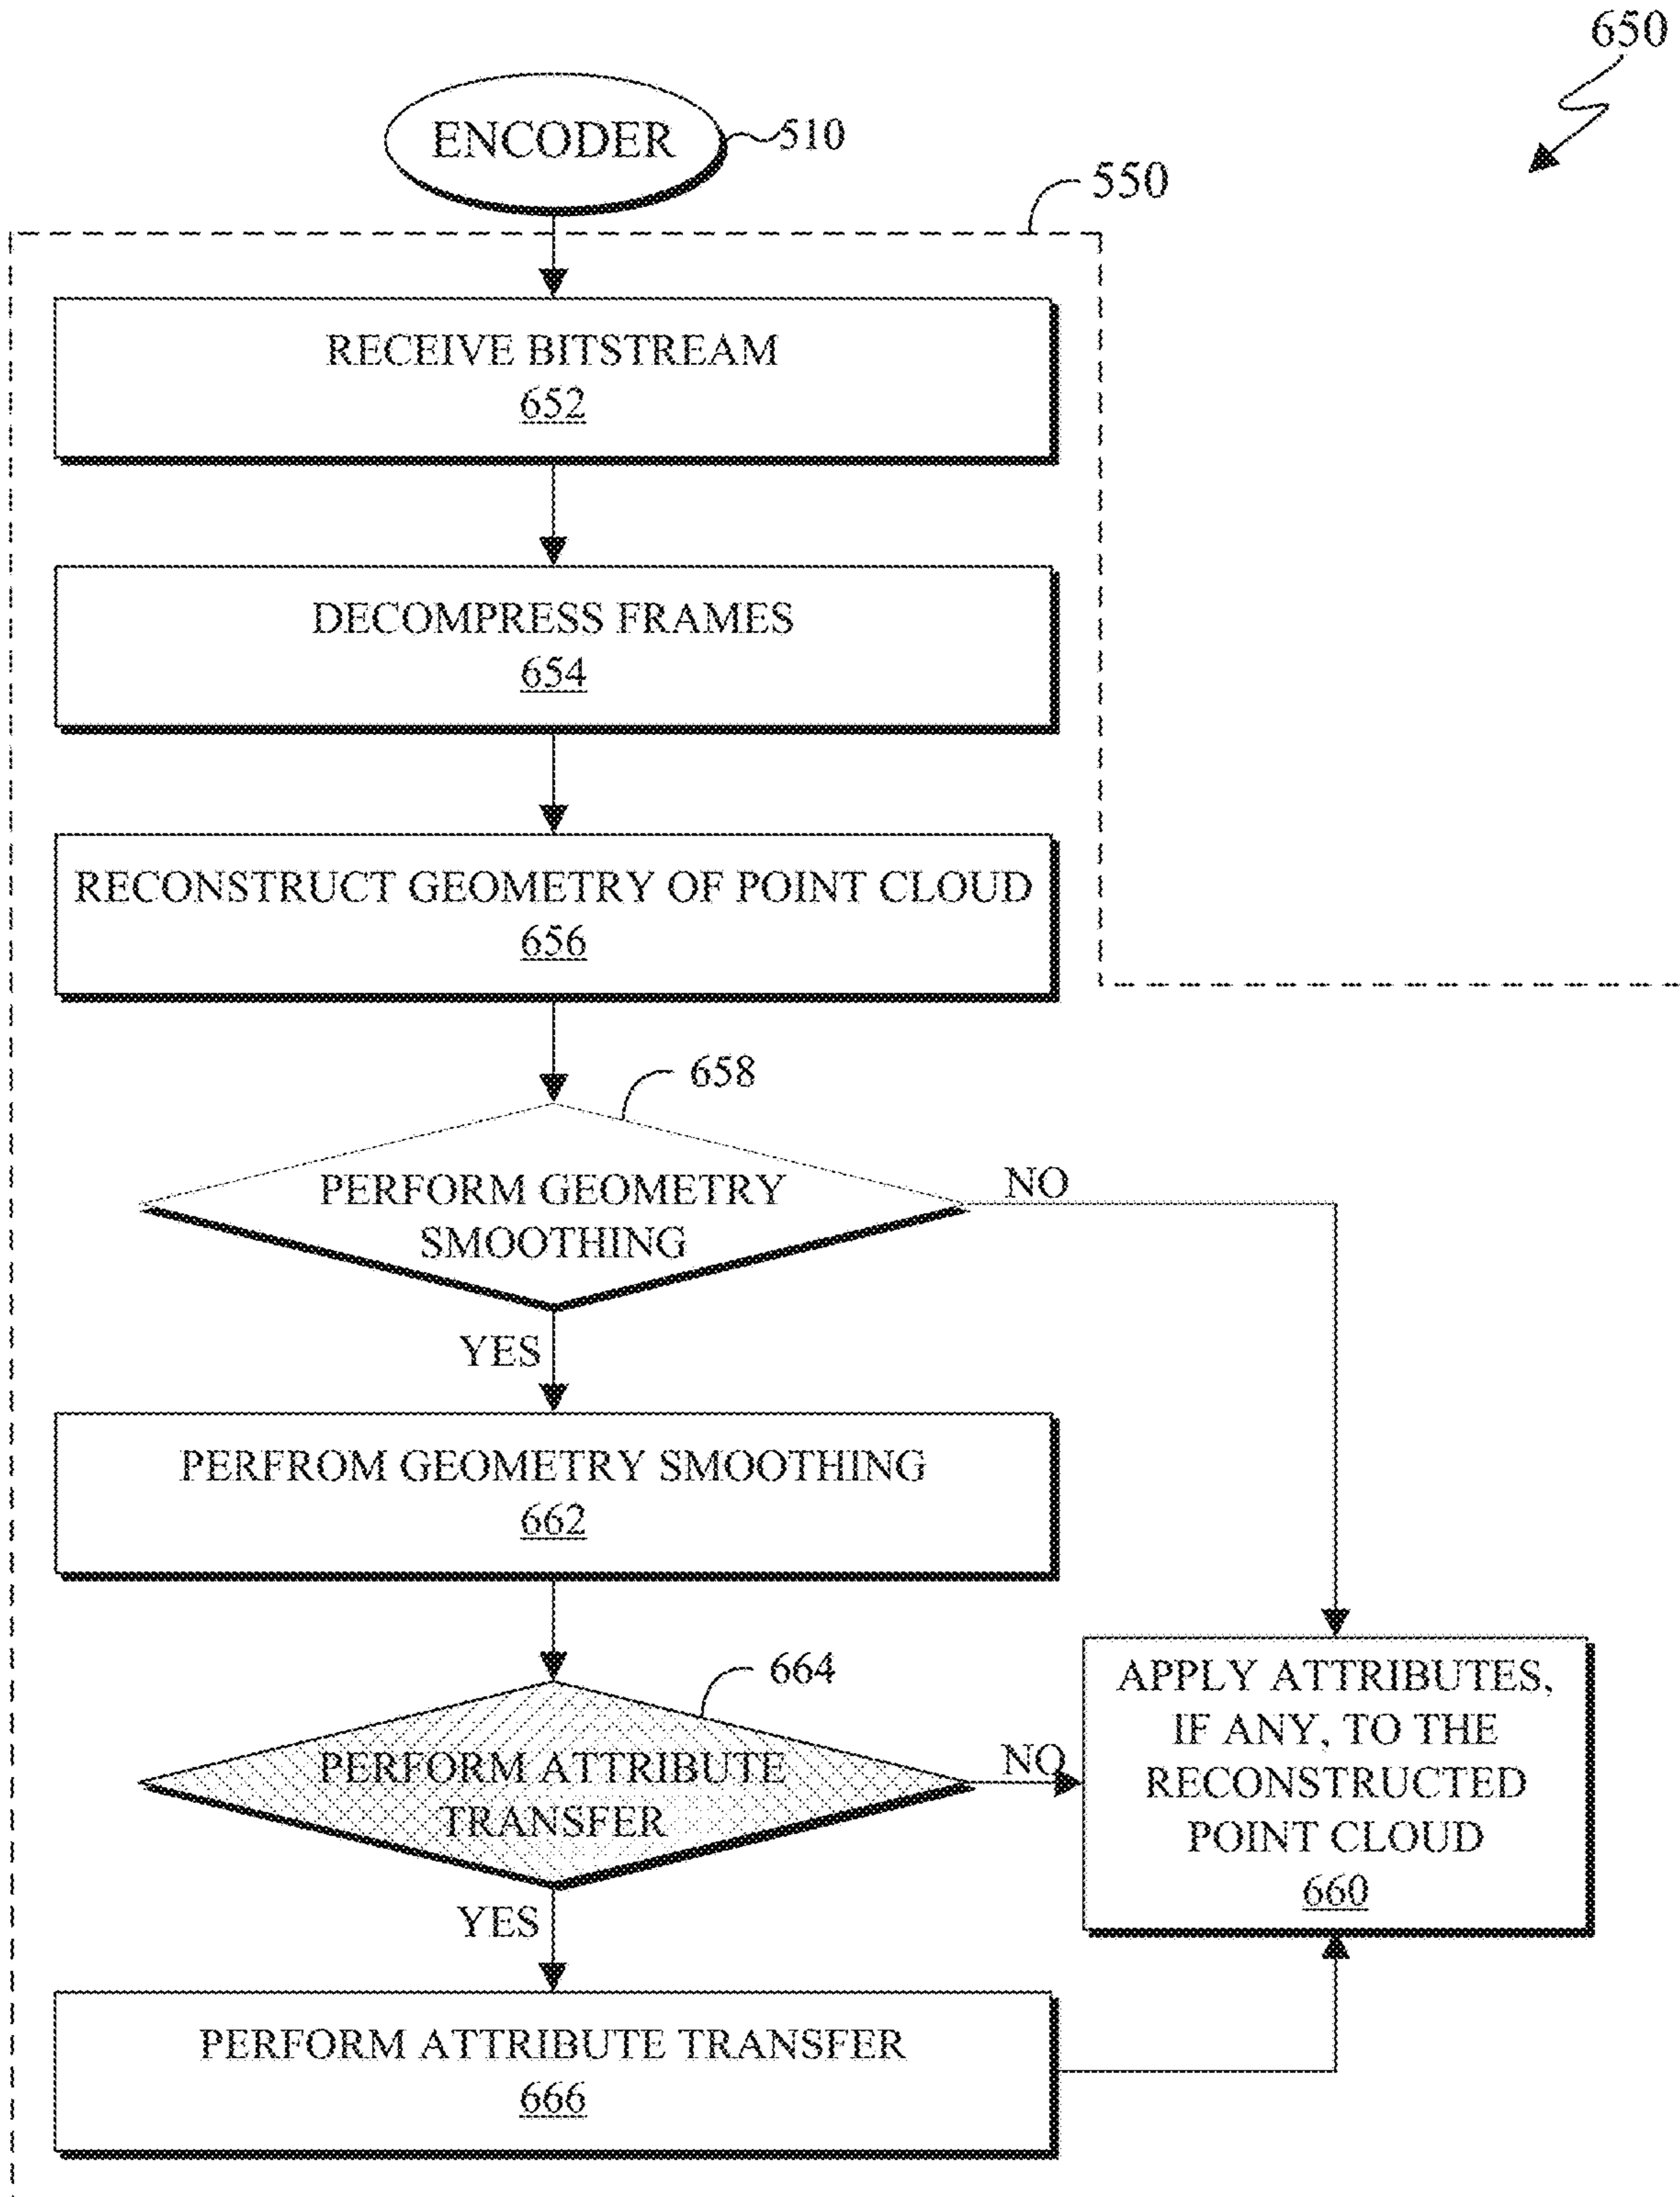 650
ENCODER
510
550
RECEIVE BITSTREAM
652
DECOMPRESS FRAMES
654
RECONSTRUCT GEOMETRY OF POINT CLOUD
656
658
PERFORM GEOMETRY
SMOOTHING
NO
YES
PERFROM GEOMETRY SMOOTHING
662
664
PERFORM ATTRIBUTE
TRANSFER
NO
YES
APPLY ATTRIBUTES,
IF ANY, TO THE
RECONSTRUCTED
POINT CLOUD
660
PERFORM ATTRIBUTE TRANSFER
666